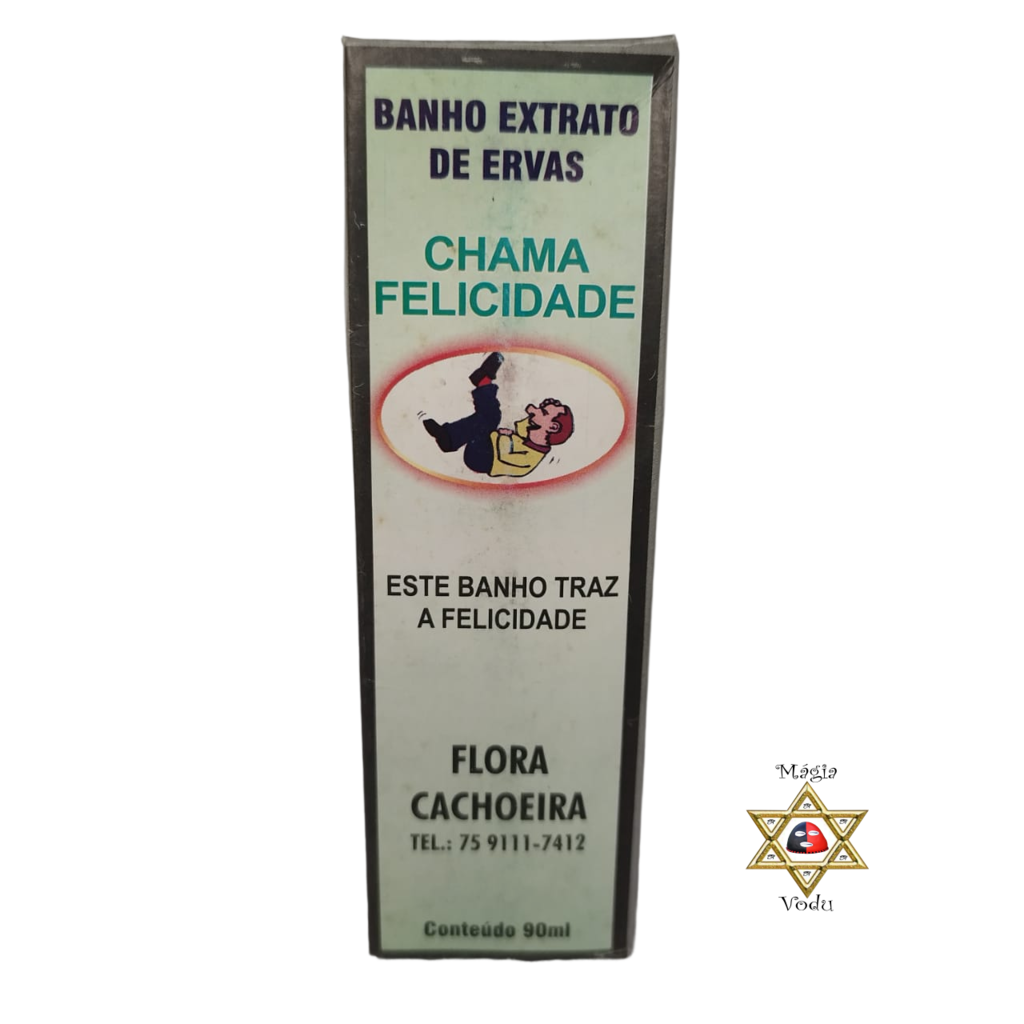 BANHO EXTRATO
DE ERVAS
CHAMA
FELICIDADE
ESTE BANHO TRAZ
A FELICIDADE
FLORA
CACHOEIRA
TEL.: 75 9111-7412
Conteúdo 90ml
Mágia
Vodu